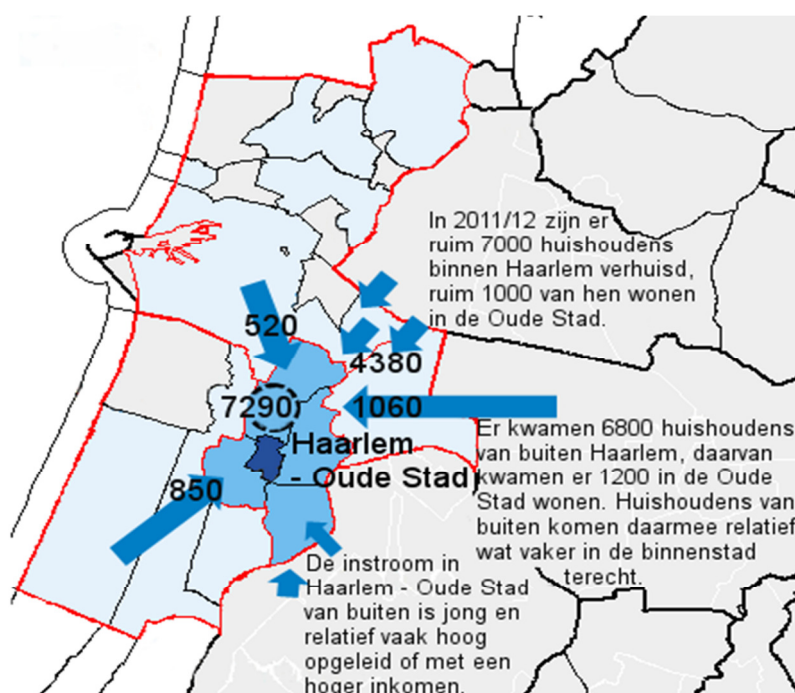 In 2011/12 zijn er
ruim 7000 huishoudens
binnen Haarlem verhuisd,
ruim 1000 van hen wonen
in de Oude Stad.
520
4380
7290
1060
Haarlem
- Oude Stad)
850
Er kwamen 6800 huishoudens
van buiten Haarlem, daarvan
kwamen er 1200 in de Oude
Stad wonen. Huishoudens van
buiten komen daarmee relatief
wat vaker in de binnenstad
terecht.
De instroom in
Haarlem - Oude Stad
van buiten is jong en
relatief vaak hoog
opgeleid of met een
hoger inkomen.